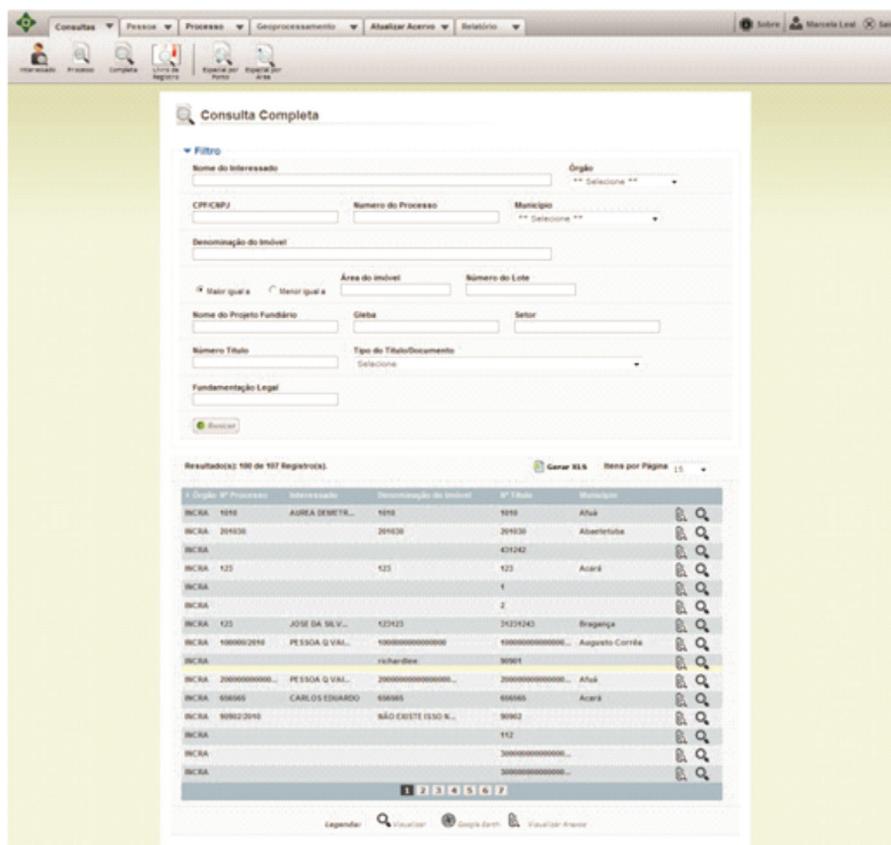 Consultas Pessoa Processo Geoprocessamento Atualizar Acervo Relatório Sobre Marcela Leal Sai
Interessado Processo Completa Livro de Registro Espacial por Ponto Espacial por Área
Consulta Completa
Filtro
Nome do Interessado Órgão
** Selecione **
CPF/CNPJ Numero do Processo Município
** Selecione **
Denominação do Imóvel
Área do imóvel Número do Lote
Maior igual a Menor igual a
Nome do Projeto Fundiário Gleba Setor
Número Título Tipo do Título/Documento
Selecione
Fundamentação Legal
Buscar
Resultado(s): 100 de 107 Registro(s). Gerar XLS Itens por Página 15
Órgão Nº Processo Interessado Denominação do Imóvel Nº Título Município
INCRA 1010 AUREA DEMETR... 1010 1010 Afuá
INCRA 201030 201030 201030 Abaetetuba
INCRA 431242
INCRA 123 123 123 Acará
INCRA 1
INCRA 2
INCRA 123 JOSE DA SILV... 123123 31231243 Bragança
INCRA 100000/2010 PESSOA Q VAI... Augusto Corrêa
INCRA richardlee 90901
INCRA PESSOA Q VAI... Afuá
INCRA 656565 CARLOS EDUARDO 656565 656565 Acará
INCRA 90902/2010 NÃO EXISTE ISSO N... 90902
INCRA 112
INCRA
INCRA
1 2 3 4 5 6 7
Legenda: Visualizar Google Earth Visualizar Anexo